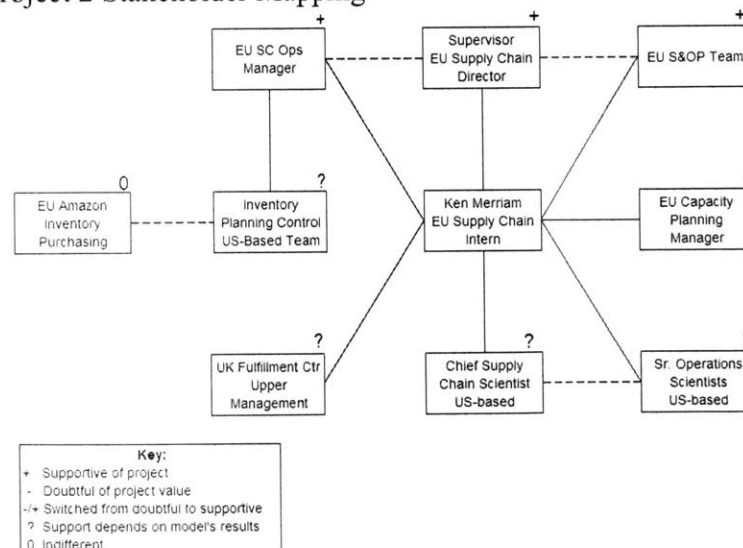 roject 2 Stakeholder Mapping
+
+
+
EU SC Ops
Manager
Supervisor
EU Supply Chain
Director
EU S&OP Team
0
?
EU Amazon
Inventory
Purchasing
Inventory
Planning Control
US-Based Team
Ken Merriam
EU Supply Chain
Intern
EU Capacity
Planning
Manager
?
?
UK Fulfillment Ctr
Upper
Management
Chief Supply
Chain Scientist
US-based
Sr. Operations
Scientists
US-based
Key:
+ Supportive of project
- Doubtful of project value
-/+ Switched from doubtful to supportive
? Support depends on model's results
0 Indifferent